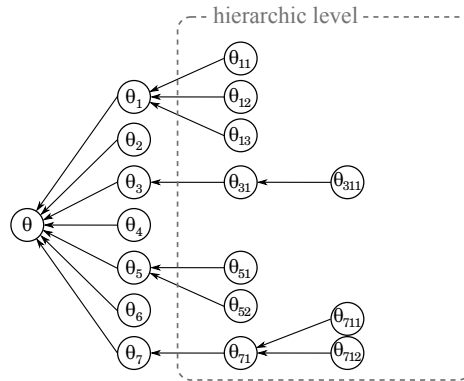 hierarchic level
θ₁₁
θ₁ θ₁₂
θ₂ θ₁₃
θ₃ θ₃₁ θ₃₁₁
θ θ₄
θ₅ θ₅₁
θ₆ θ₅₂
θ₇₁₁
θ₇ θ₇₁ θ₇₁₂